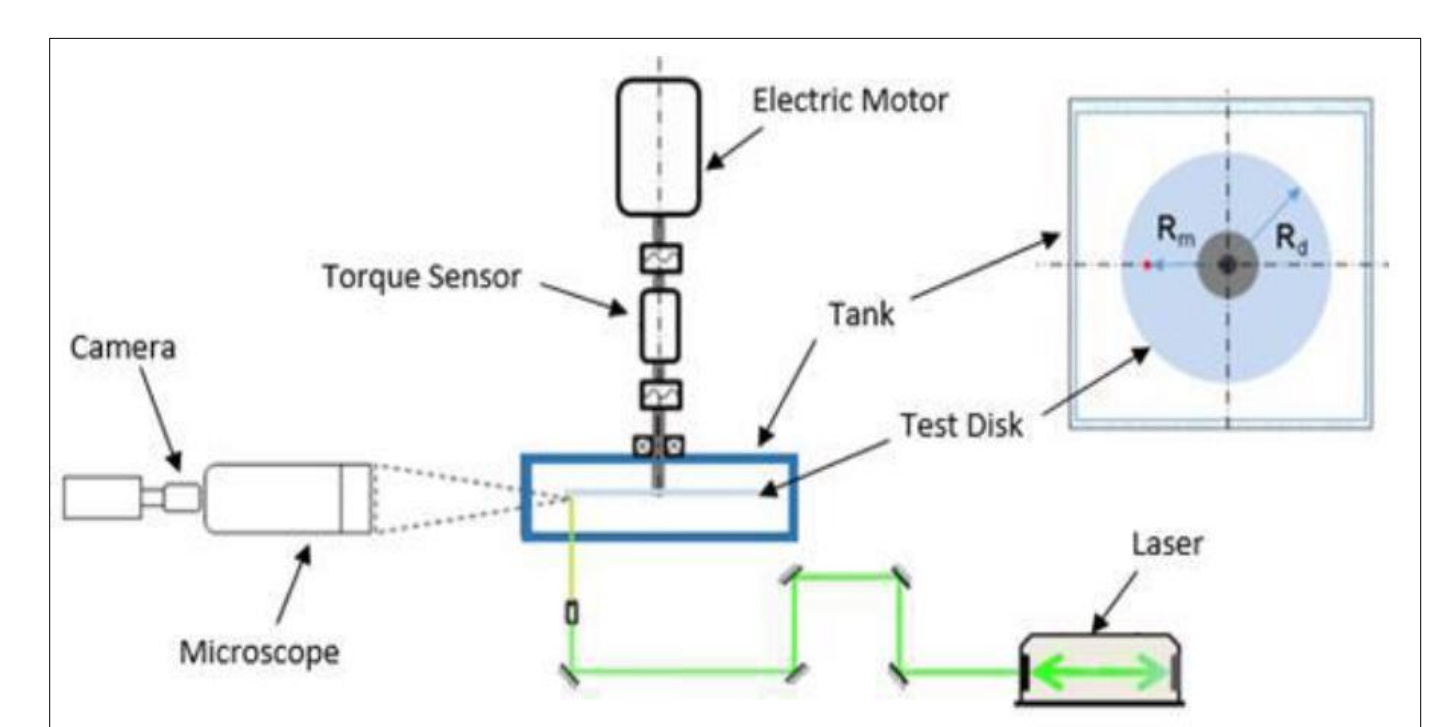 Electric Motor
Torque Sensor
Camera
Microscope
Tank
Test Disk
Laser
Rm
Rd